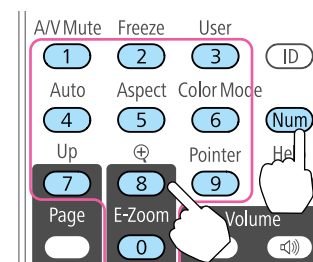 A/V Mute Freeze User
1 2 3 ID
Auto Aspect Color Mode
4 5 6 Num
Up Pointer
7 8 9
Page E-Zoom Volume
0